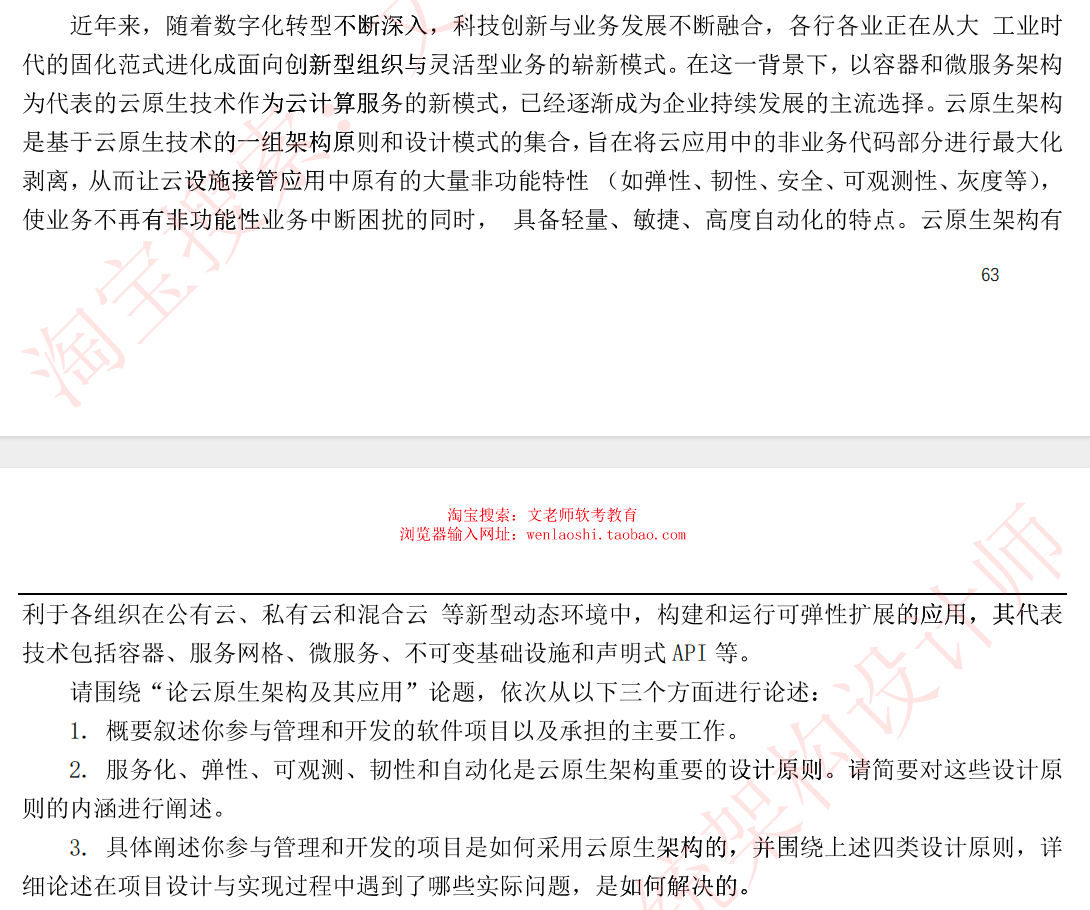 近年来，随着数字化转型不断深入，科技创新与业务发展不断融合，各行各业正在从大 工业时
代的固化范式进化成面向创新型组织与灵活型业务的崭新模式。在这一背景下，以容器和微服务架构
为代表的云原生技术作为云计算服务的新模式，已经逐渐成为企业持续发展的主流选择。云原生架构
是基于云原生技术的一组架构原则和设计模式的集合，旨在将云应用中的非业务代码部分进行最大化
剥离，从而让云设施接管应用中原有的大量非功能特性 （如弹性、韧性、安全、可观测性、灰度等），
使业务不再有非功能性业务中断困扰的同时， 具备轻量、敏捷、高度自动化的特点。云原生架构有
63
淘宝搜索：文
淘宝搜索：文老师软考教育
浏览器输入网址：wenlaoshi.taobao.com
利于各组织在公有云、私有云和混合云 等新型动态环境中，构建和运行可弹性扩展的应用，其代表
技术包括容器、服务网格、微服务、不可变基础设施和声明式 API 等。
请围绕“论云原生架构及其应用”论题，依次从以下三个方面进行论述：
1. 概要叙述你参与管理和开发的软件项目以及承担的主要工作。
2. 服务化、弹性、可观测、韧性和自动化是云原生架构重要的设计原则。请简要对这些设计原
则的内涵进行阐述。
3. 具体阐述你参与管理和开发的项目是如何采用云原生架构的，并围绕上述四类设计原则，详
细论述在项目设计与实现过程中遇到了哪些实际问题，是如何解决的。
统架构设计师